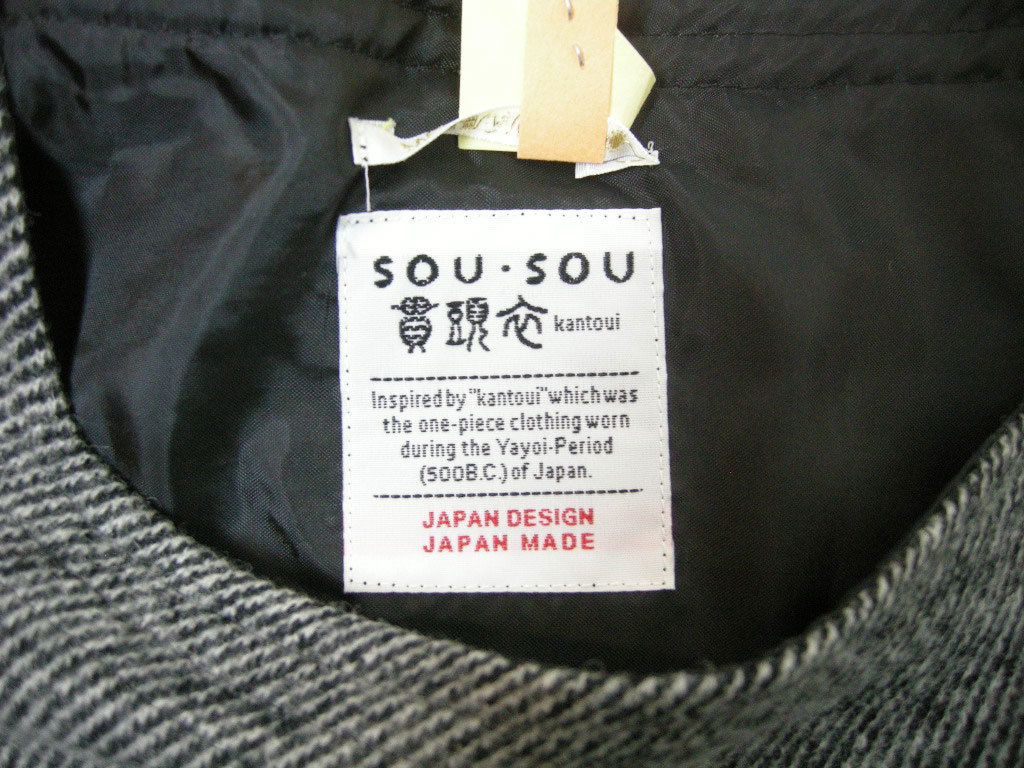 SOU・SOU
貫頭衣 kantoui
Inspired by "kantoui" which was
the one-piece clothing worn
during the Yayoi-Period
(500B.C.) of Japan.
JAPAN DESIGN
JAPAN MADE